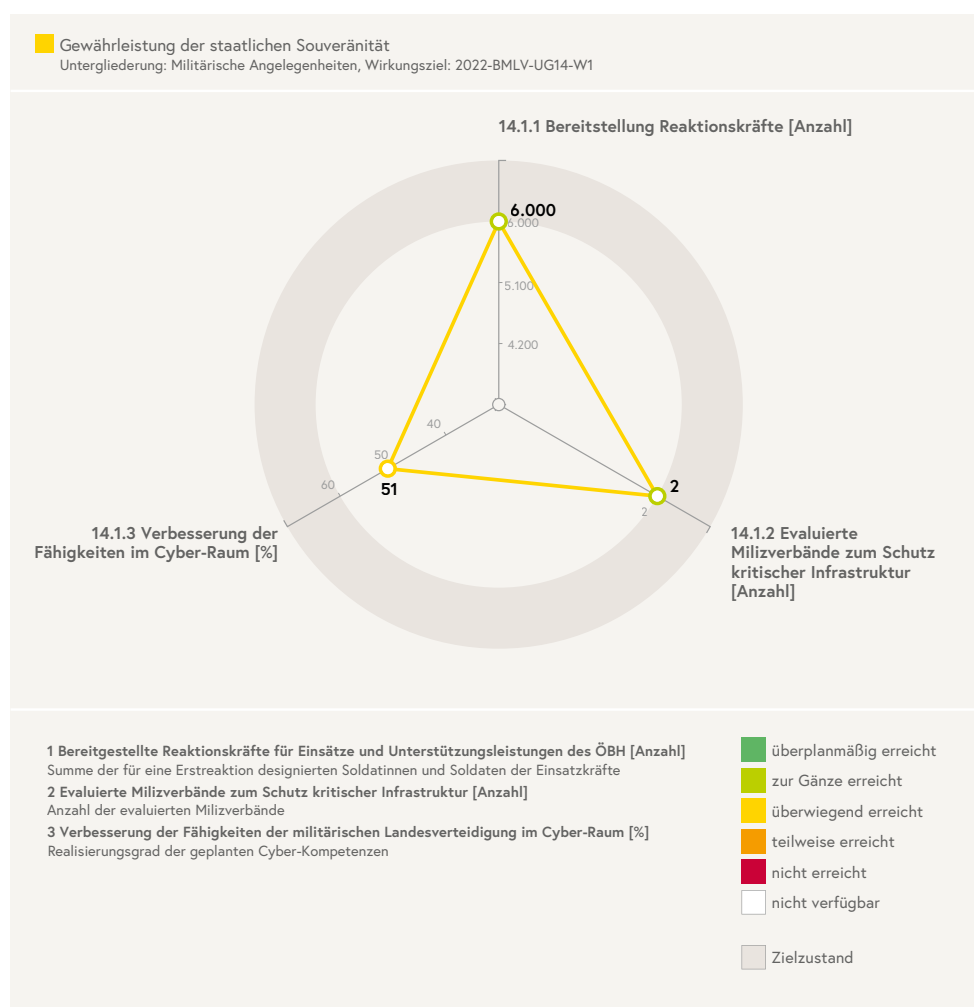 Gewährleistung der staatlichen Souveränität
Untergliederung: Militärische Angelegenheiten, Wirkungsziel: 2022-BMLV-UG14-W1
14.1.1 Bereitstellung Reaktionskräfte [Anzahl]
6.000
6.000
5.100
4.200
40
50
60
51
2
2
14.1.3 Verbesserung der
Fähigkeiten im Cyber-Raum [%]
14.1.2 Evaluierte
Milizverbände zum Schutz
kritischer Infrastruktur
[Anzahl]
1 Bereitgestellte Reaktionskräfte für Einsätze und Unterstützungsleistungen des ÖBH [Anzahl]
Summe der für eine Erstreaktion designierten Soldatinnen und Soldaten der Einsatzkräfte
2 Evaluierte Milizverbände zum Schutz kritischer Infrastruktur [Anzahl]
Anzahl der evaluierten Milizverbände
3 Verbesserung der Fähigkeiten der militärischen Landesverteidigung im Cyber-Raum [%]
Realisierungsgrad der geplanten Cyber-Kompetenzen
überplanmäßig erreicht
zur Gänze erreicht
überwiegend erreicht
teilweise erreicht
nicht erreicht
nicht verfügbar
Zielzustand